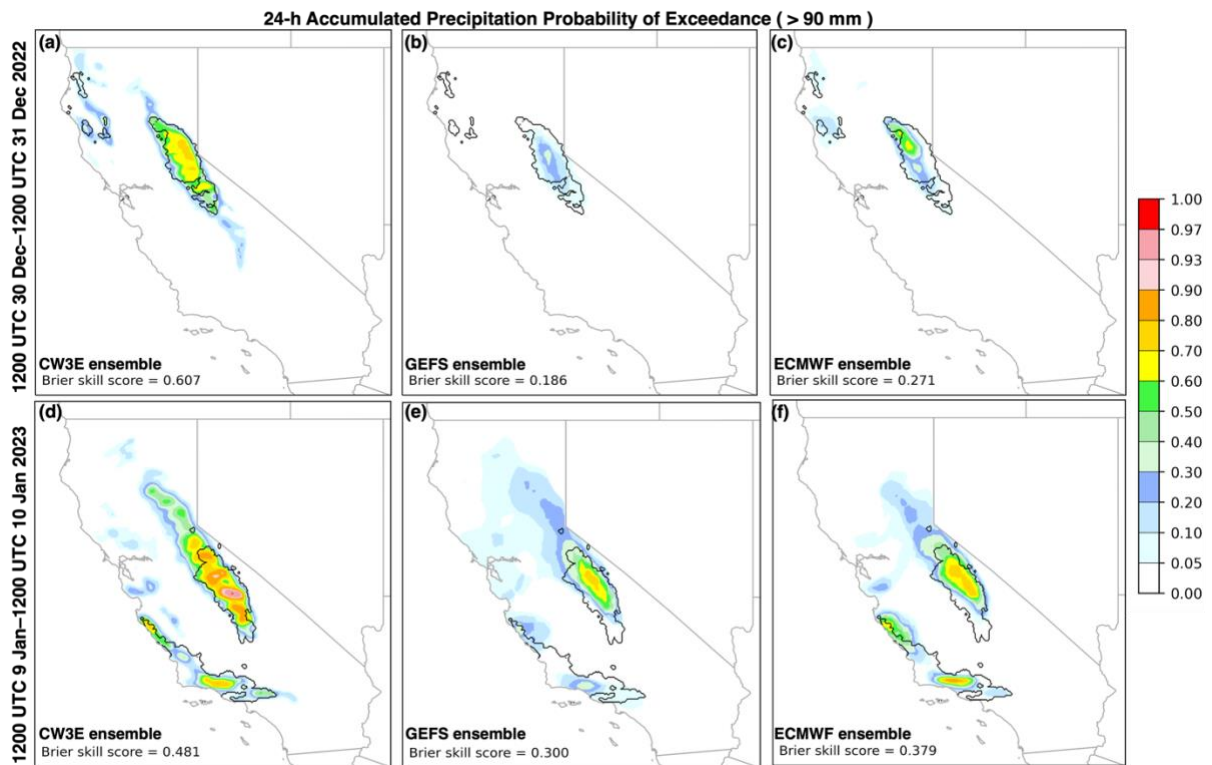 24-h Accumulated Precipitation Probability of Exceedance ( > 90 mm )
1200 UTC 30 Dec–1200 UTC 31 Dec 2022
(a)
CW3E ensemble
Brier skill score = 0.607
(b)
GEFS ensemble
Brier skill score = 0.186
(c)
ECMWF ensemble
Brier skill score = 0.271
1200 UTC 9 Jan–1200 UTC 10 Jan 2023
(d)
CW3E ensemble
Brier skill score = 0.481
(e)
GEFS ensemble
Brier skill score = 0.300
(f)
ECMWF ensemble
Brier skill score = 0.379
1.00
0.97
0.93
0.90
0.80
0.70
0.60
0.50
0.40
0.30
0.20
0.10
0.05
0.00